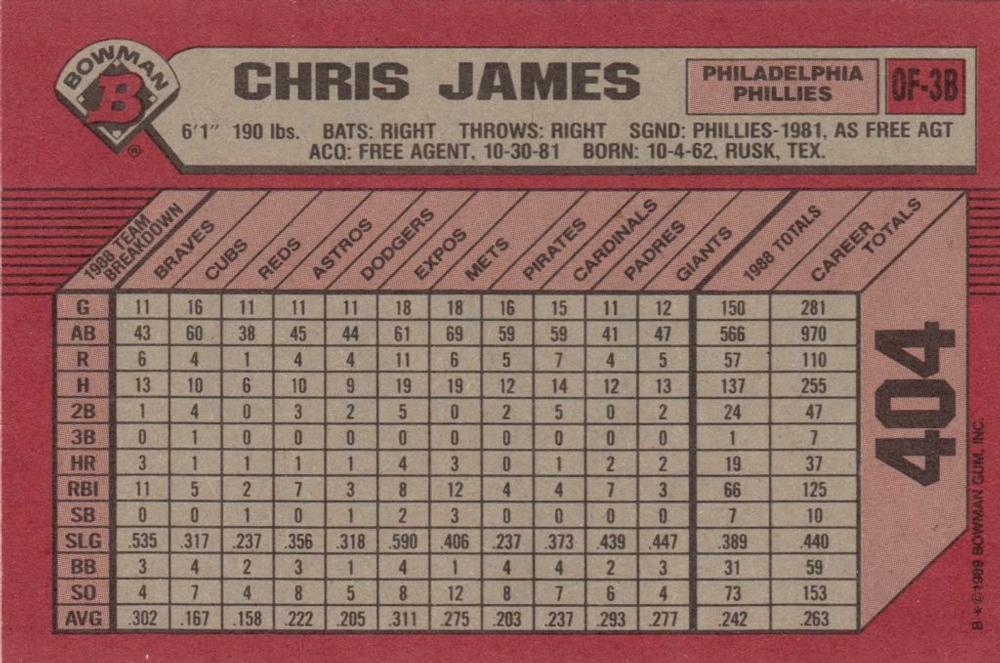 BOWMAN
B
®
CHRIS JAMES
PHILADELPHIA
PHILLIES
OF-3B
6'1" 190 lbs. BATS: RIGHT THROWS: RIGHT SGND: PHILLIES-1981, AS FREE AGT
ACQ: FREE AGENT, 10-30-81 BORN: 10-4-62, RUSK, TEX.
1988 TEAM BREAKDOWN BRAVES CUBS REDS ASTROS DODGERS EXPOS METS PIRATES CARDINALS PADRES GIANTS 1988 TOTALS CAREER TOTALS
G 11 16 11 11 11 18 18 16 15 11 12 150 281
AB 43 60 38 45 44 61 69 59 59 41 47 566 970
R 6 4 1 4 4 11 6 5 7 4 5 57 110
H 13 10 6 10 9 19 19 12 14 12 13 137 255
2B 1 4 0 3 2 5 0 2 5 0 2 24 47
3B 0 1 0 0 0 0 0 0 0 0 0 1 7
HR 3 1 1 1 1 4 3 0 1 2 2 19 37
RBI 11 5 2 7 3 8 12 4 4 7 3 66 125
SB 0 0 1 0 1 2 3 0 0 0 0 7 10
SLG .535 .317 .237 .356 .318 .590 .406 .237 .373 .439 .447 .389 .440
BB 3 4 2 3 1 4 1 4 4 2 3 31 59
SO 4 7 4 8 5 8 12 8 7 6 4 73 153
AVG .302 .167 .158 .222 .205 .311 .275 .203 .237 .293 .277 .242 .263
404
B*©1989 BOWMAN GUM, INC.